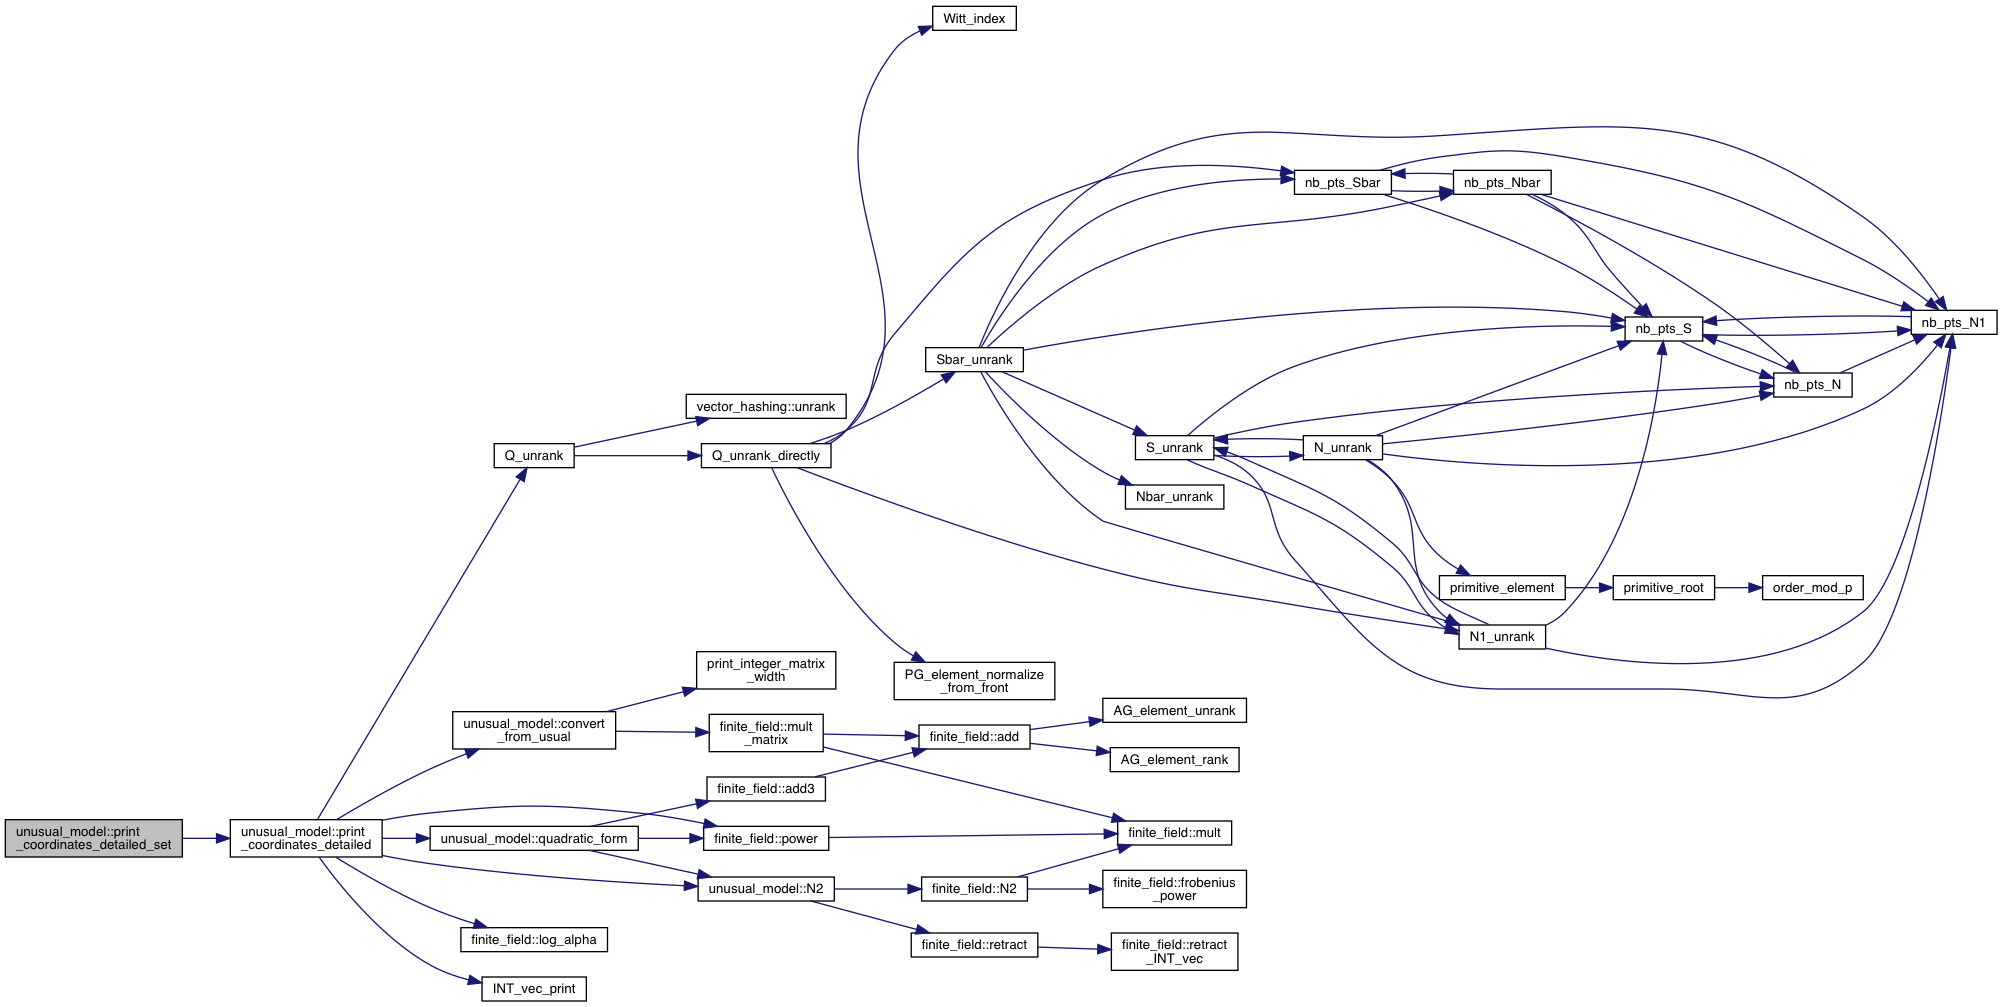 Witt_index
nb_pts_Sbar
nb_pts_Nbar
nb_pts_N1
nb_pts_S
Sbar_unrank
nb_pts_N
vector_hashing::unrank
Q_unrank
Q_unrank_directly
S_unrank
N_unrank
Nbar_unrank
primitive_element
primitive_root
order_mod_p
N1_unrank
print_integer_matrix
_width
PG_element_normalize
_from_front
unusual_model::convert
_from_usual
finite_field::mult
_matrix
finite_field::add
AG_element_unrank
AG_element_rank
finite_field::add3
unusual_model::print
_coordinates_detailed_set
unusual_model::print
_coordinates_detailed
unusual_model::quadratic_form
finite_field::power
finite_field::mult
unusual_model::N2
finite_field::N2
finite_field::frobenius
_power
finite_field::log_alpha
finite_field::retract
finite_field::retract
_INT_vec
INT_vec_print